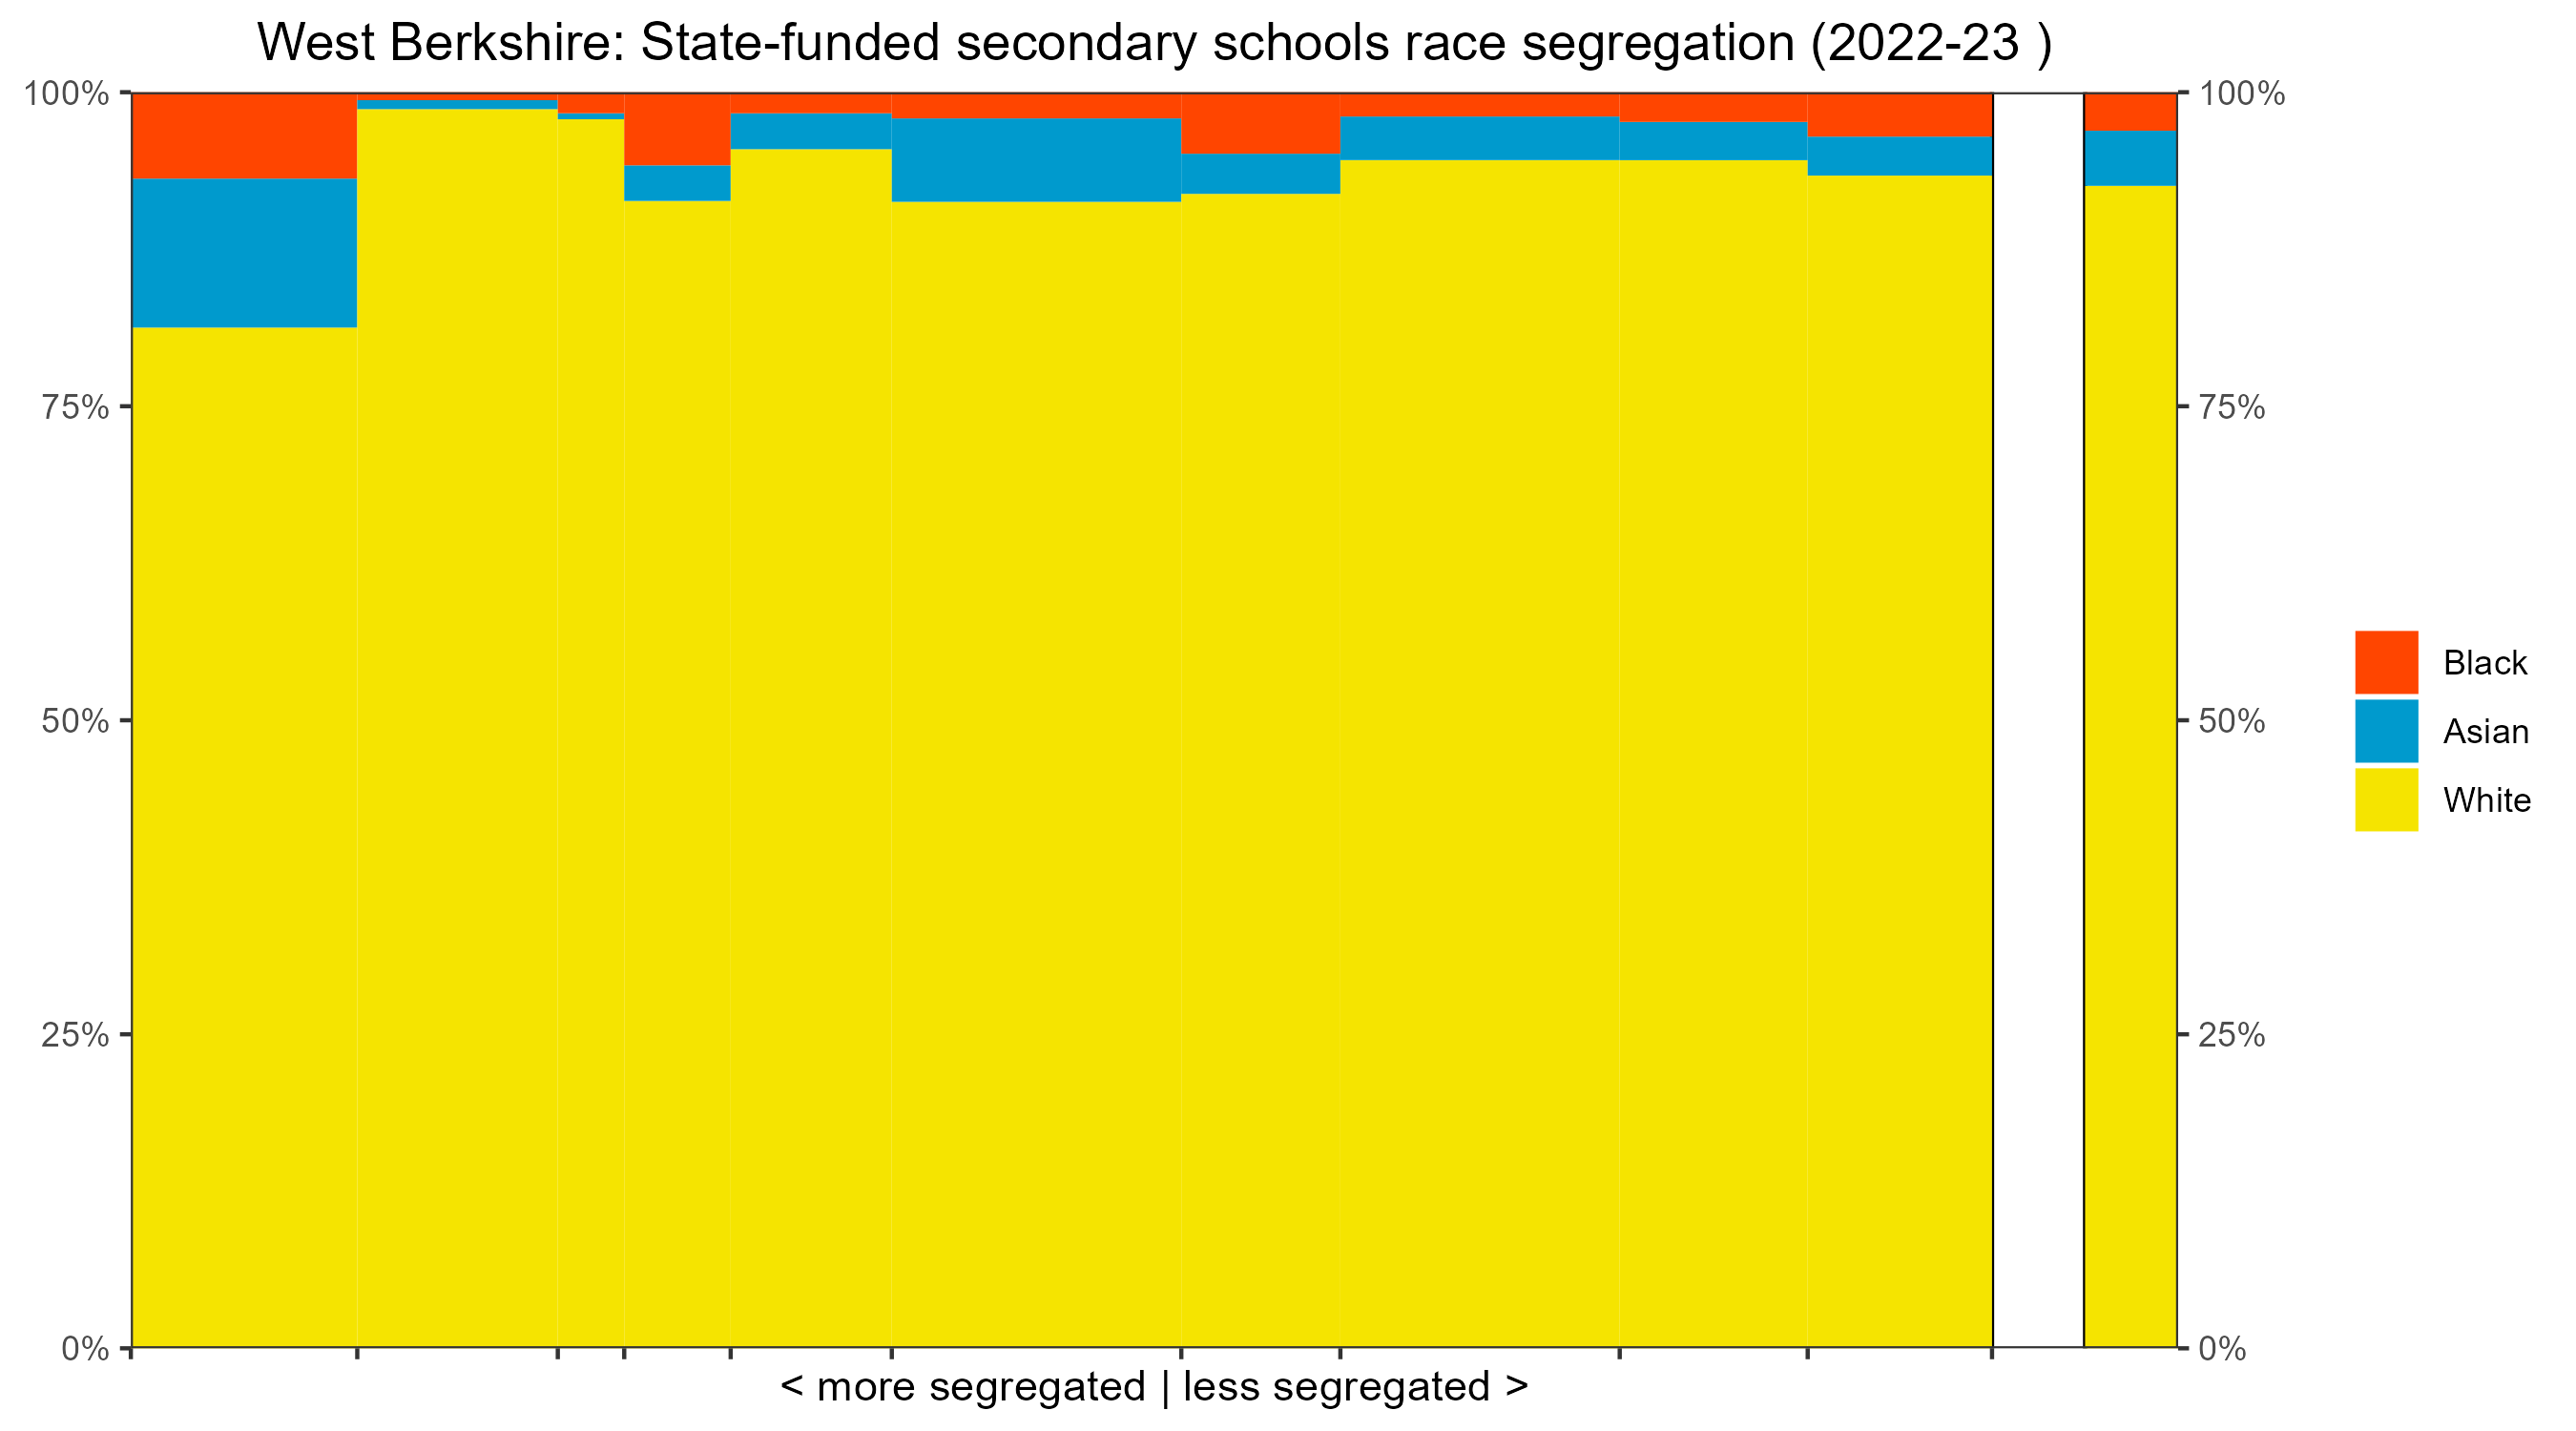 West Berkshire: State-funded secondary schools race segregation (2022-23 )
100%
75%
50%
25%
0%
100%
75%
50%
25%
0%
Black
Asian
White
< more segregated | less segregated >